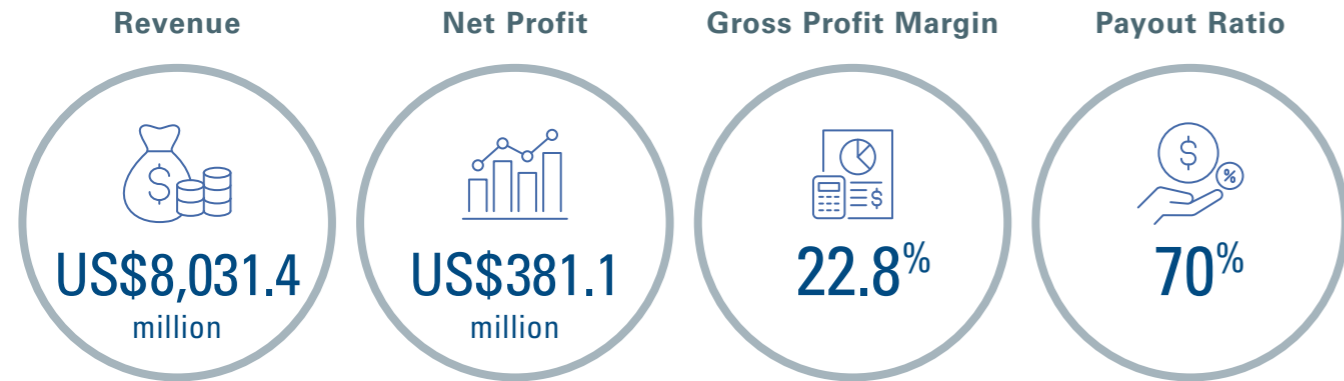 Revenue
Net Profit
Gross Profit Margin
Payout Ratio
$
$
$
%
US$8,031.4
million
US$381.1
million
22.8%
70%